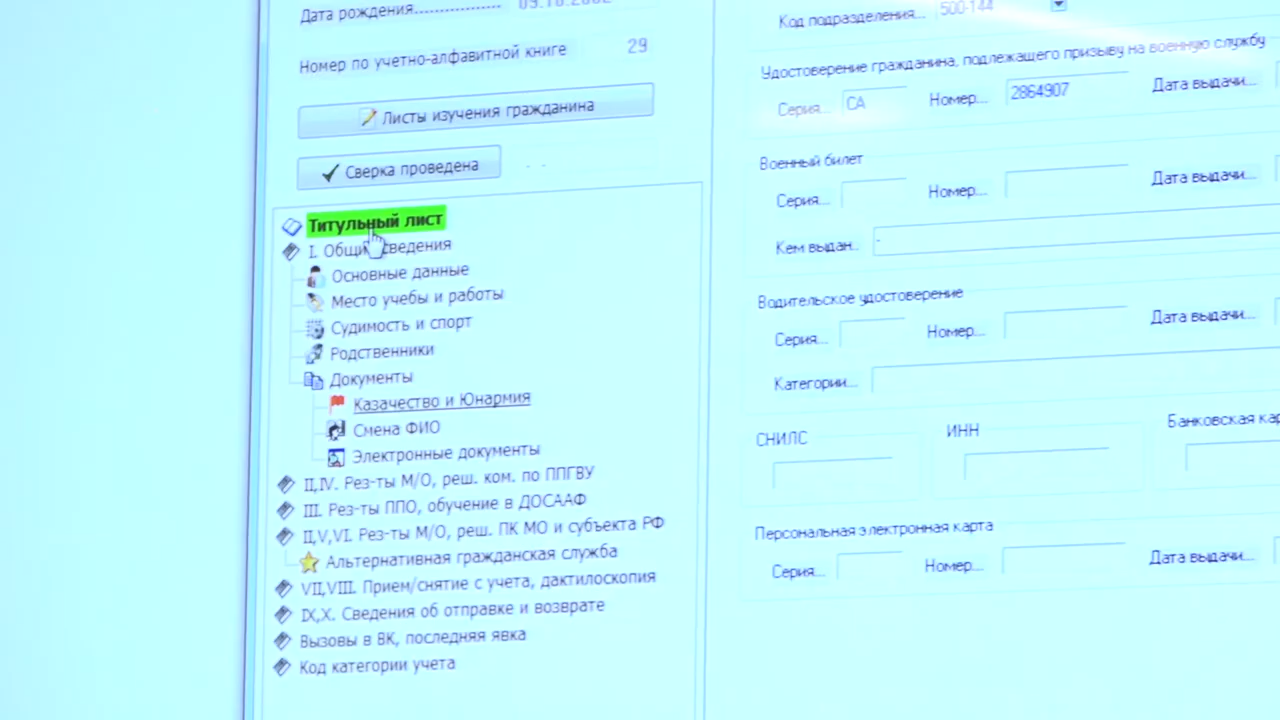 Дата рождения..................
Номер по учетно-алфавитной книге 29
Листы изучения гражданина
Сверка проведена
Титульный лист
I. Общие сведения
Основные данные
Место учебы и работы
Судимость и спорт
Родственники
Документы
Казачество и Юнармия
Смена ФИО
Электронные документы
II,IV. Рез-ты М/О, реш. ком. по ППГВУ
III. Рез-ты ППО, обучение в ДОСААФ
II,V,VI. Рез-ты М/О, реш. ПК МО и субъекта РФ
Альтернативная гражданская служба
VII,VIII. Прием/снятие с учета, дактилоскопия
IX,X. Сведения об отправке и возврате
Вызовы в ВК, последняя явка
Код категории учета
Код подразделения... 500-144
Удостоверение гражданина, подлежащего призыву на военную службу
Серия... СА Номер... 2864907 Дата выдачи...
Военный билет
Серия... Номер... Дата выдачи...
Кем выдан..
Водительское удостоверение
Серия... Номер... Дата выдачи...
Категории...
СНИЛС ИНН Банковская
Персональная электронная карта
Серия... Номер... Дата выдачи...